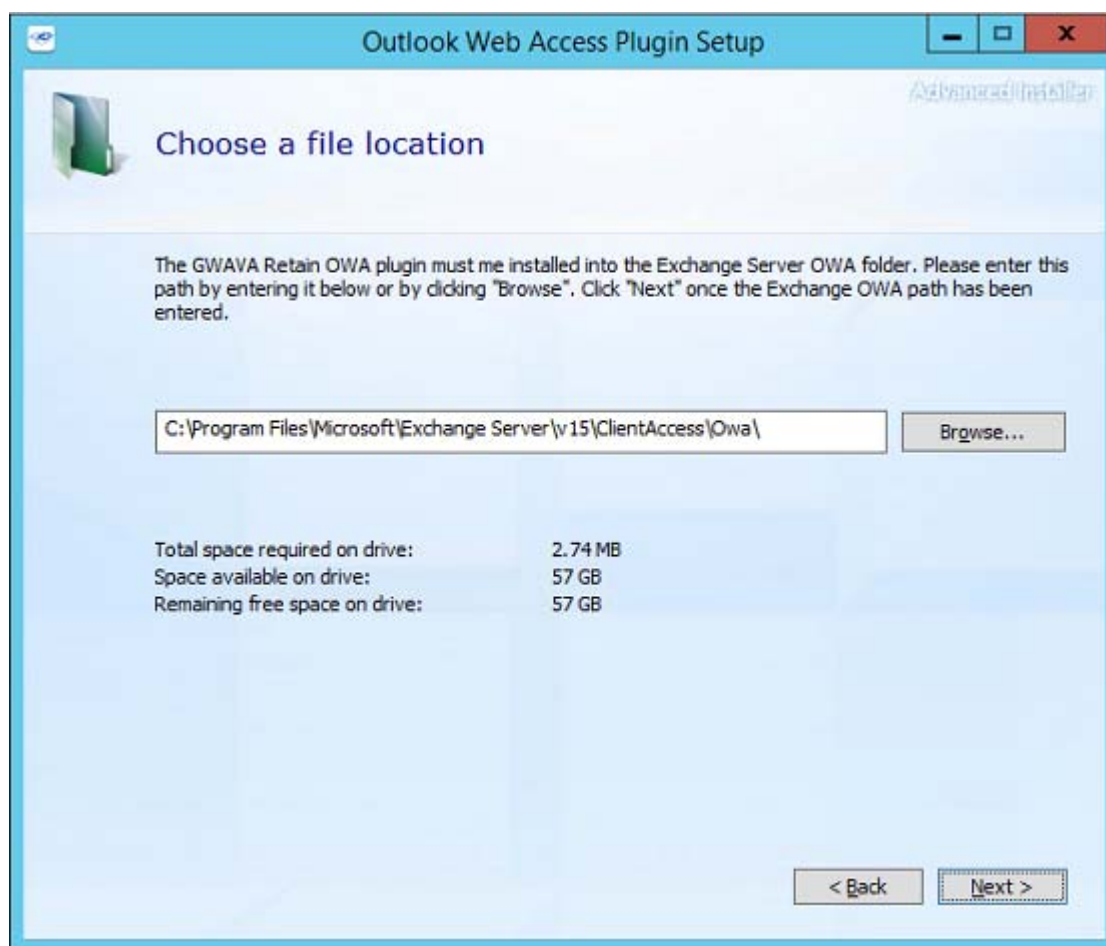 Outlook Web Access Plugin Setup
Advanced Installer
Choose a file location
The GWAVA Retain OWA plugin must me installed into the Exchange Server OWA folder. Please enter this
path by entering it below or by clicking "Browse". Click "Next" once the Exchange OWA path has been
entered.
C:\Program Files\Microsoft\Exchange Server\v15\ClientAccess\Owa\
Browse...
Total space required on drive: 2.74 MB
Space available on drive: 57 GB
Remaining free space on drive: 57 GB
< Back Next >